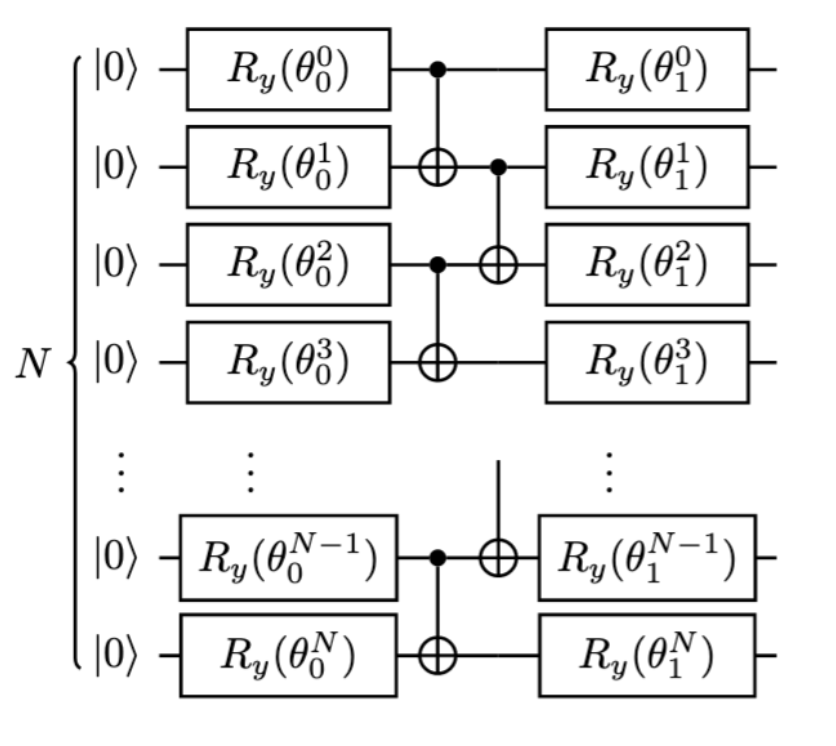 |0⟩ R_y(θ_0^0) R_y(θ_1^0)
|0⟩ R_y(θ_0^1) R_y(θ_1^1)
|0⟩ R_y(θ_0^2) R_y(θ_1^2)
|0⟩ R_y(θ_0^3) R_y(θ_1^3)
N
⋮ ⋮ ⋮
|0⟩ R_y(θ_0^{N-1}) R_y(θ_1^{N-1})
|0⟩ R_y(θ_0^N) R_y(θ_1^N)